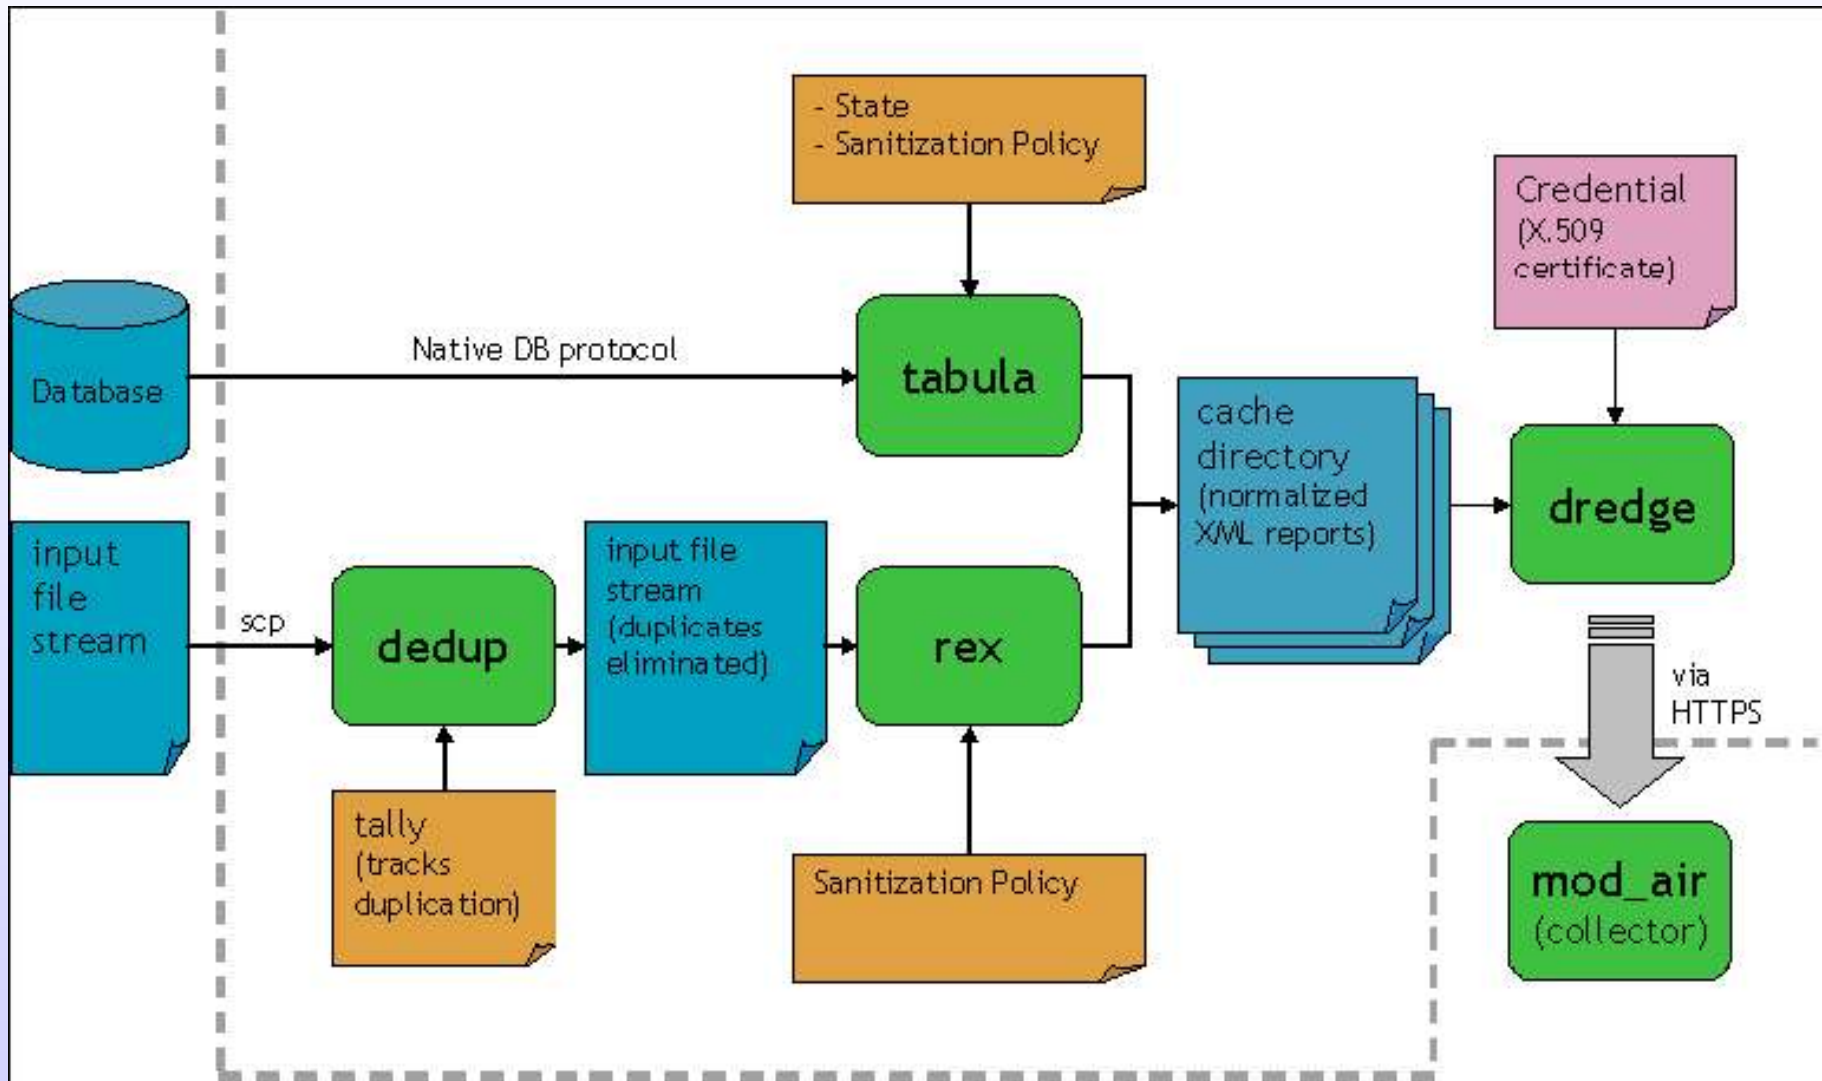 - State
- Sanitization Policy
Credential
(X.509
certificate)
Native DB protocol
Database
tabula
cache
directory
(normalized
XML reports)
dredge
input
file
stream
scp
dedup
input file
stream
(duplicates
eliminated)
rex
via
HTTPS
tally
(tracks
duplication)
Sanitization Policy
mod_air
(collector)